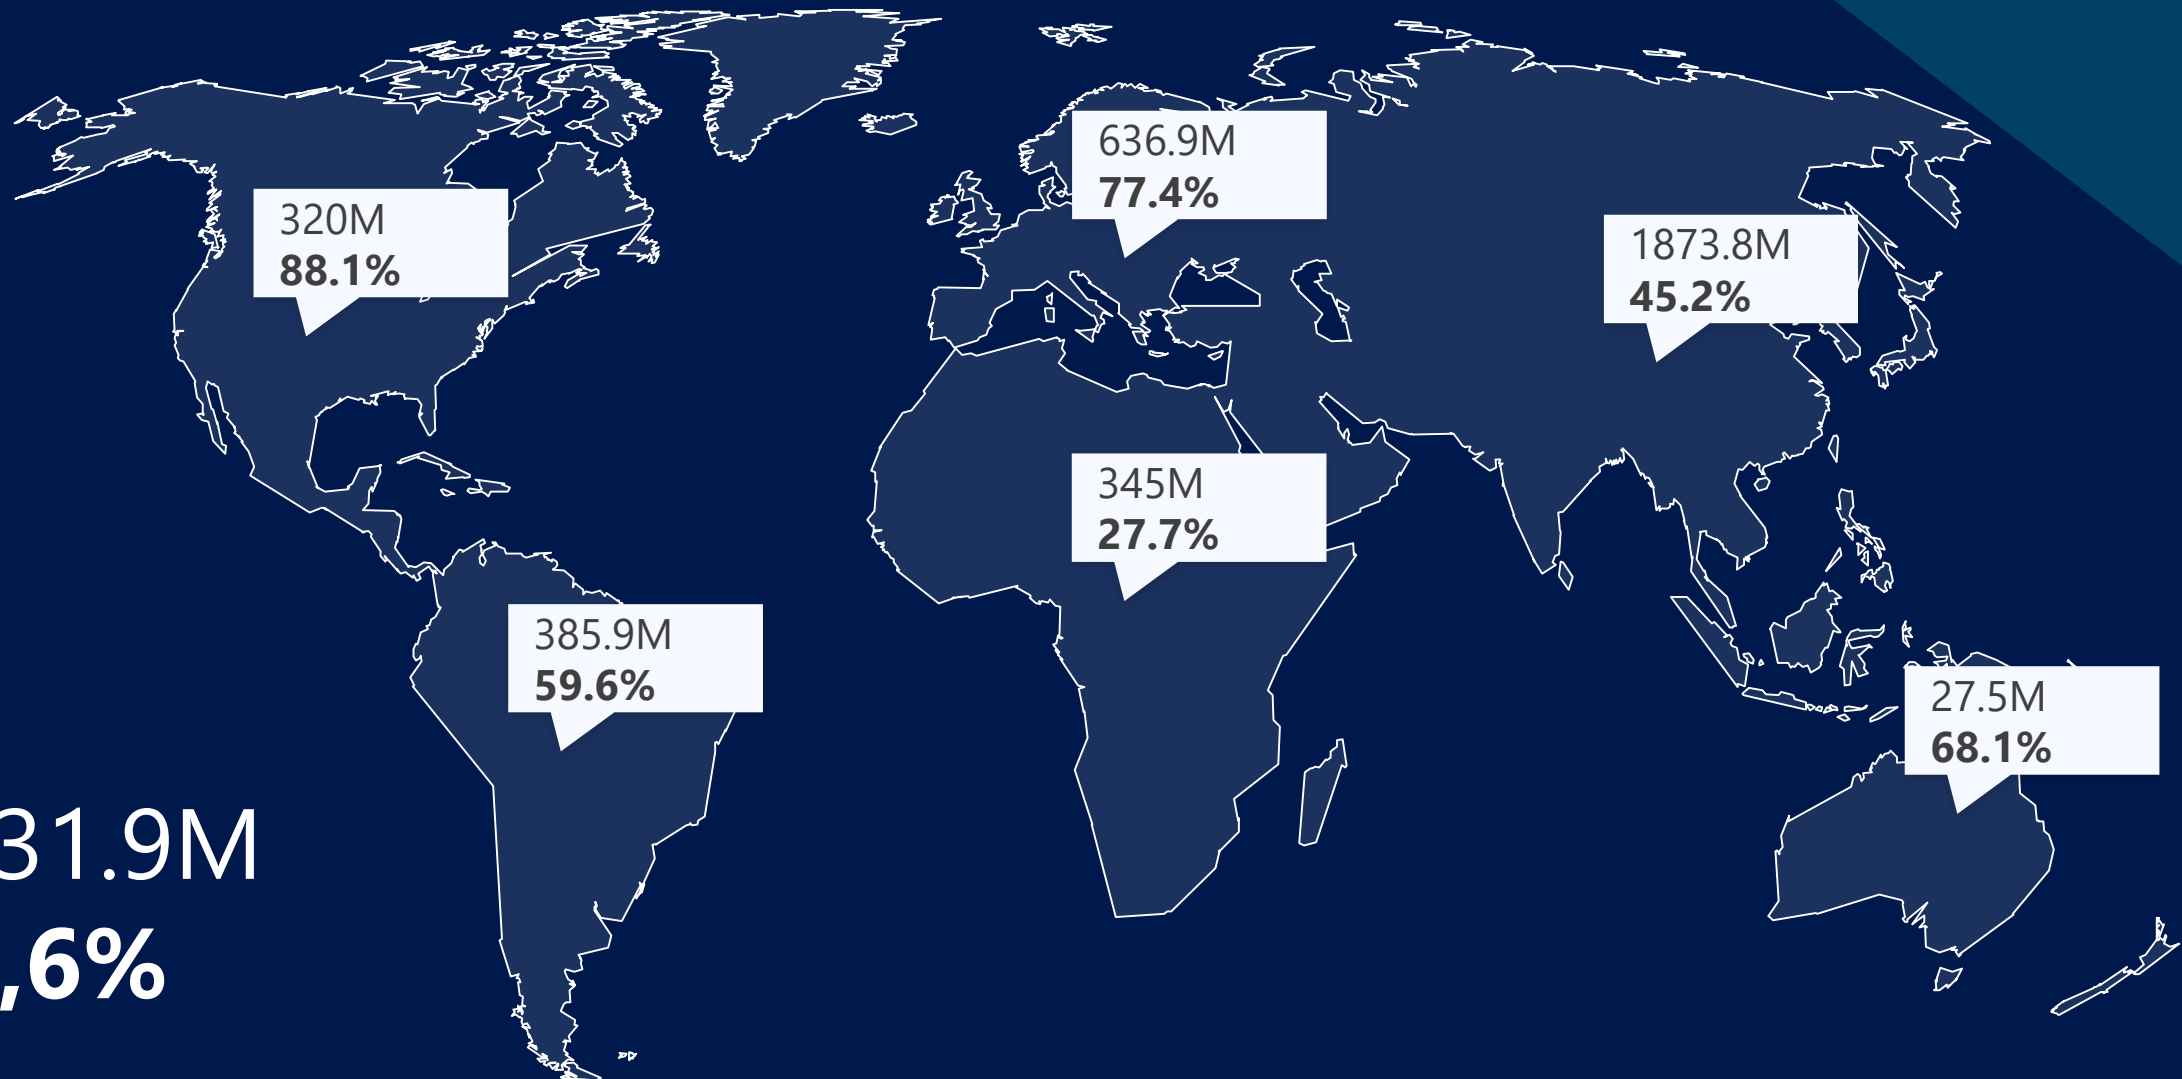 636.9M
77.4%
320M
88.1%
1873.8M
45.2%
345M
27.7%
385.9M
59.6%
27.5M
68.1%
31.9M
,6%